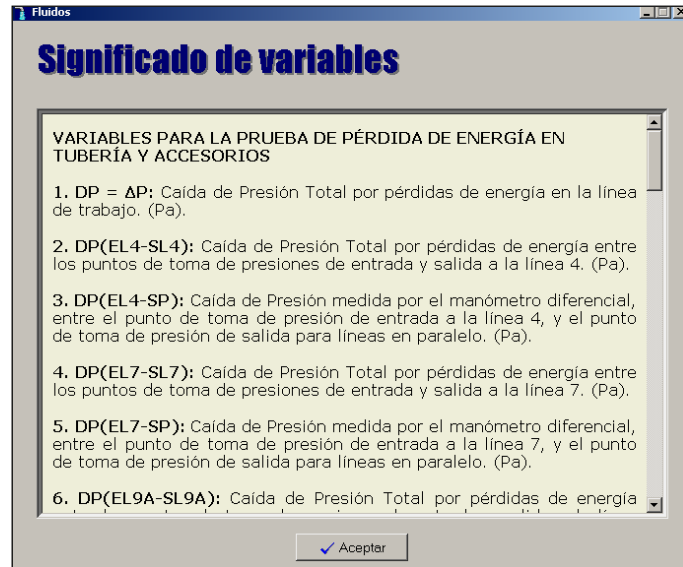 Fluidos
Significado de variables
VARIABLES PARA LA PRUEBA DE PÉRDIDA DE ENERGÍA EN
TUBERÍA Y ACCESORIOS
1. DP = ΔP: Caída de Presión Total por pérdidas de energía en la línea
de trabajo. (Pa).
2. DP(EL4-SL4): Caída de Presión Total por pérdidas de energía entre
los puntos de toma de presiones de entrada y salida a la línea 4. (Pa).
3. DP(EL4-SP): Caída de Presión medida por el manómetro diferencial,
entre el punto de toma de presión de entrada a la línea 4, y el punto
de toma de presión de salida para líneas en paralelo. (Pa).
4. DP(EL7-SL7): Caída de Presión Total por pérdidas de energía entre
los puntos de toma de presiones de entrada y salida a la línea 7. (Pa).
5. DP(EL7-SP): Caída de Presión medida por el manómetro diferencial,
entre el punto de toma de presión de entrada a la línea 7, y el punto
de toma de presión de salida para líneas en paralelo. (Pa).
6. DP(EL9A-SL9A): Caída de Presión Total por pérdidas de energía
Aceptar